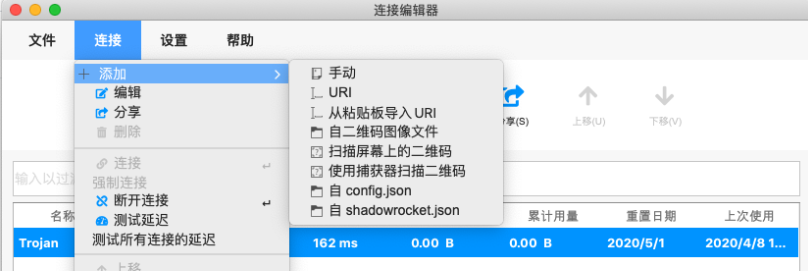 连接编辑器
文件 连接 设置 帮助
添加
编辑
分享
删除
连接
强制连接
断开连接
测试延迟
测试所有连接的延迟
上移
手动
URI
从粘贴板导入 URI
自二维码图像文件
扫描屏幕上的二维码
使用捕获器扫描二维码
自 config.json
自 shadowrocket.json
享(S) 上移(U) 下移(V)
输入以过
名称 累计用量 重置日期 上次使用
Trojan 162 ms 0.00 B 0.00 B 2020/5/1 2020/4/8 1...